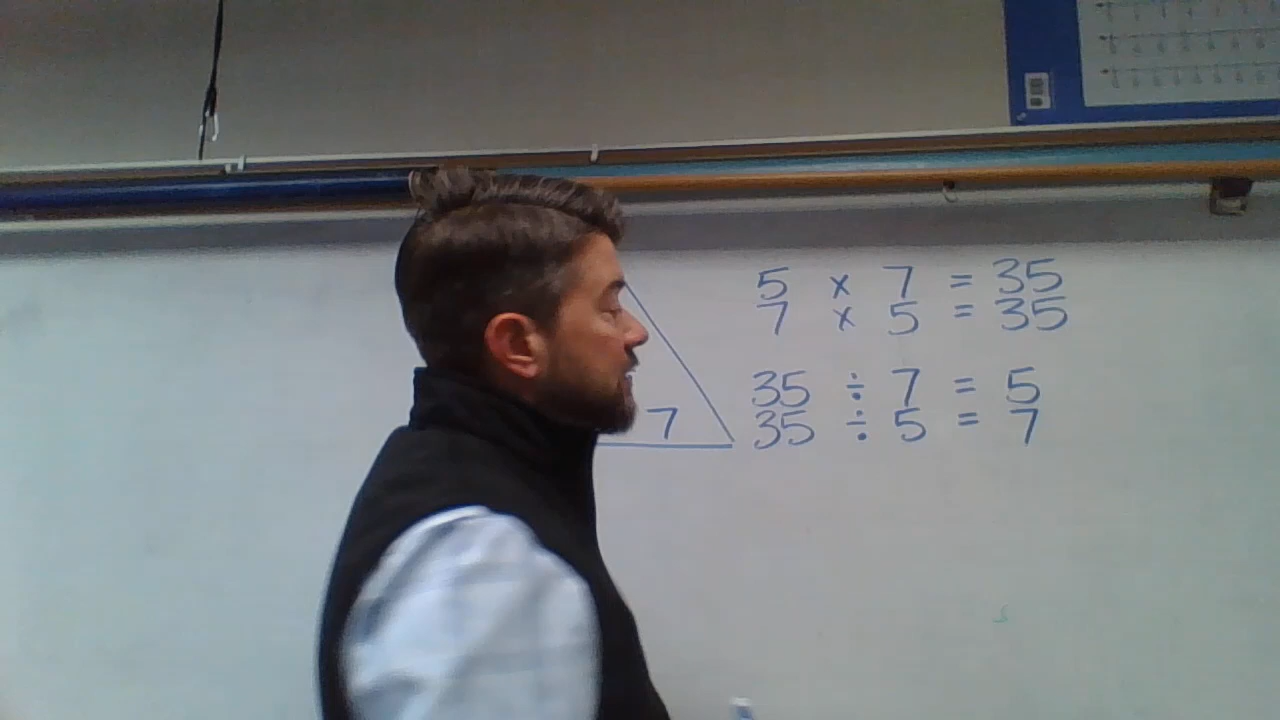 5 x 7 = 35
7 x 5 = 35
35 ÷ 7 = 5
7
35 ÷ 5 = 7